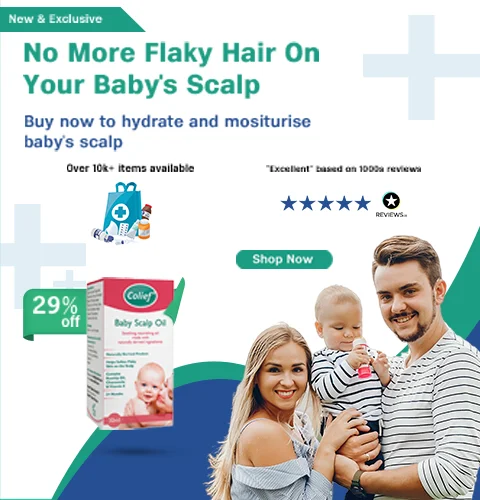 New & Exclusive
No More Flaky Hair On
Your Baby's Scalp
Buy now to hydrate and mositurise
baby's scalp
Over 10k+ items available
"Excellent" based on 1000s reviews
REVIEWS.io
Shop Now
29%
off
Colief
Baby Scalp Oil